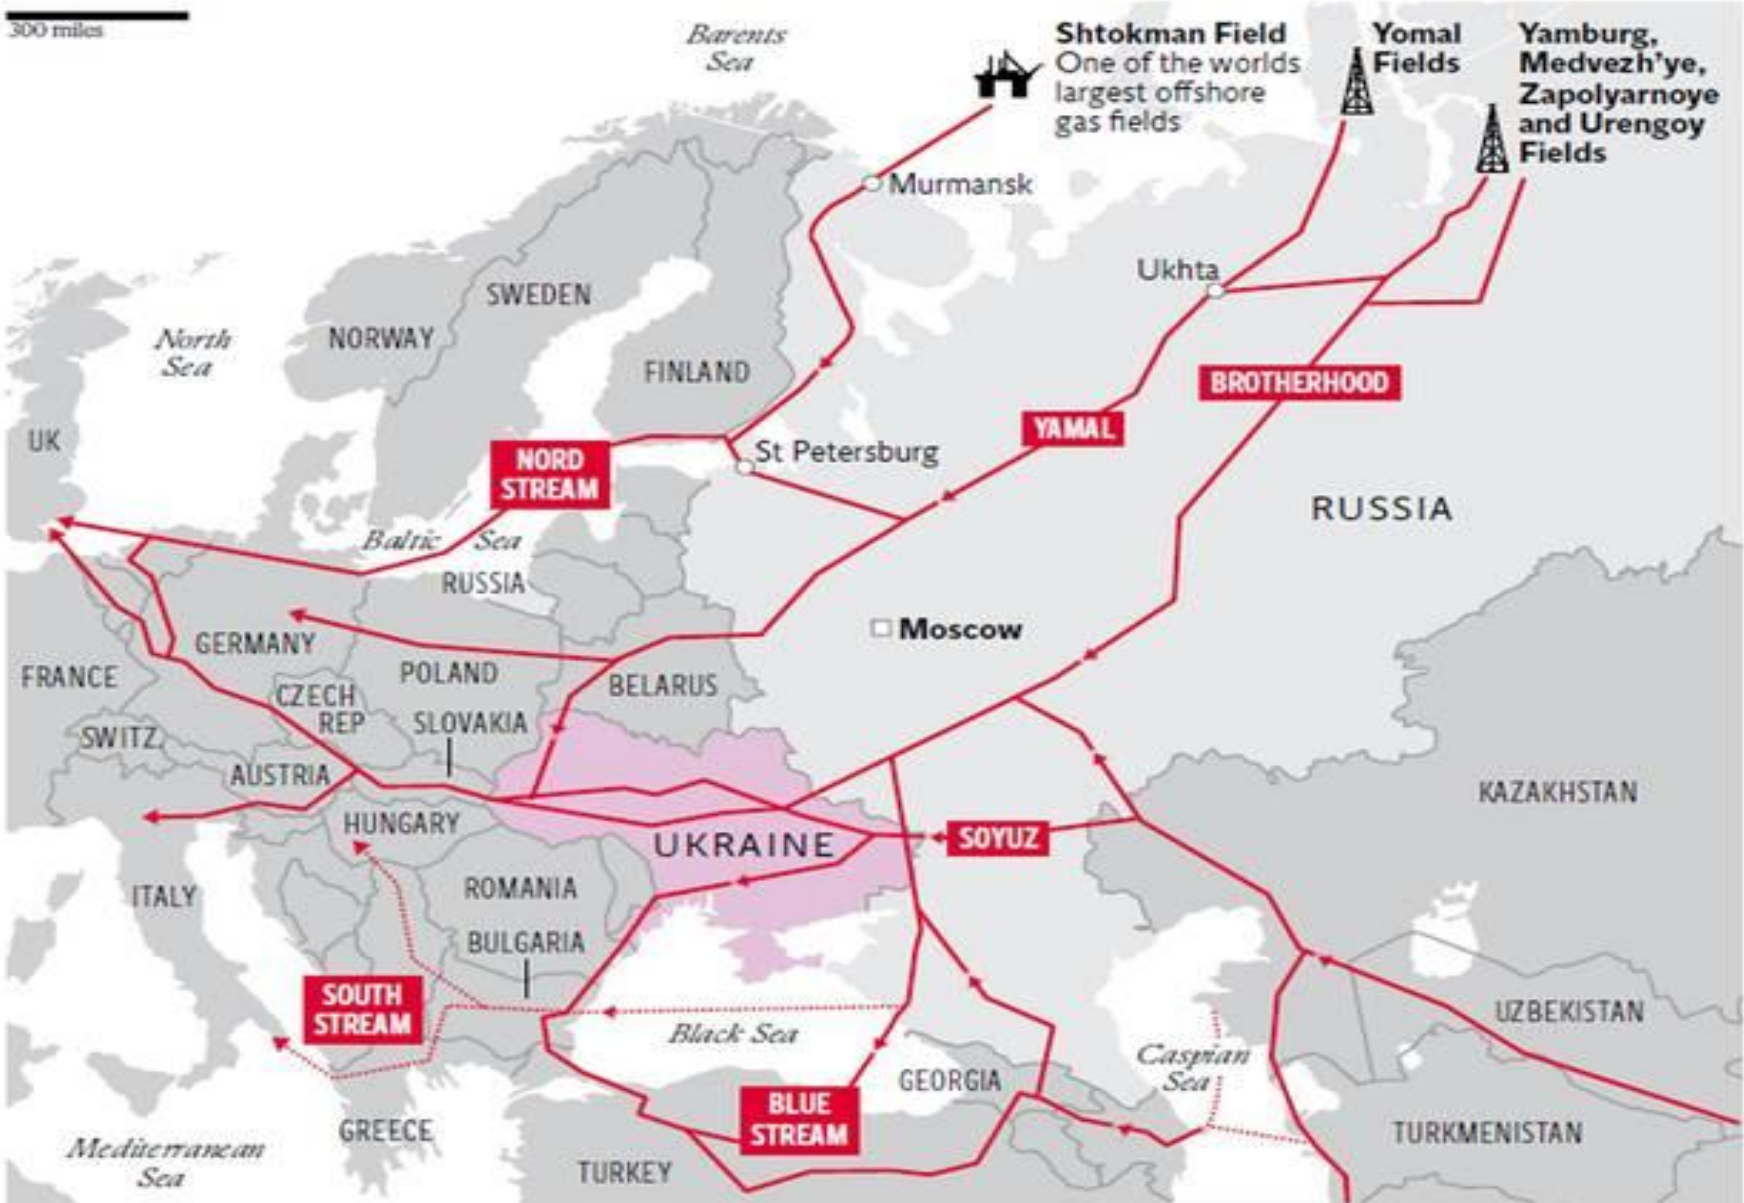 300 miles
Barents
Sea
Shtokman Field
One of the worlds
largest offshore
gas fields
Yomal
Fields
Yamburg,
Medvezh'ye,
Zapolyarnoye
and Urengoy
Fields
Murmansk
Ukhta
SWEDEN
NORWAY
North
Sea
FINLAND
BROTHERHOOD
YAMAL
UK
NORD
STREAM
St Petersburg
RUSSIA
Baltic Sea
RUSSIA
Moscow
GERMANY
POLAND
BELARUS
FRANCE
CZECH
REP
SLOVAKIA
SWITZ.
AUSTRIA
KAZAKHSTAN
HUNGARY
UKRAINE
SOYUZ
ITALY
ROMANIA
BULGARIA
SOUTH
STREAM
Black Sea
UZBEKISTAN
Caspian
Sea
GEORGIA
BLUE
STREAM
GREECE
TURKMENISTAN
Mediterranean
Sea
TURKEY